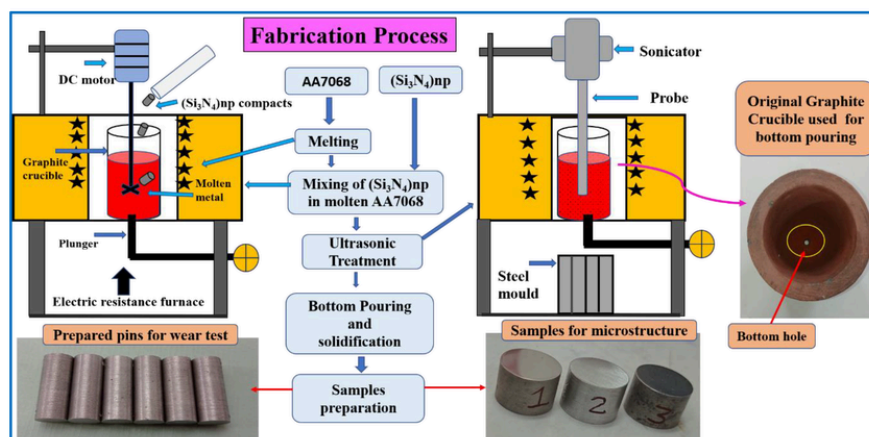 Fabrication Process
DC motor
(Si₃N₄)np compacts
Graphite
crucible
Molten
metal
Plunger
Electric resistance furnace
AA7068
(Si₃N₄)np
Melting
Mixing of (Si₃N₄)np
in molten AA7068
Ultrasonic
Treatment
Bottom Pouring
and
solidification
Samples
preparation
Sonicator
Probe
Steel
mould
Original Graphite
Crucible used for
bottom pouring
Bottom hole
Prepared pins for wear test
Samples for microstructure
1
2
3